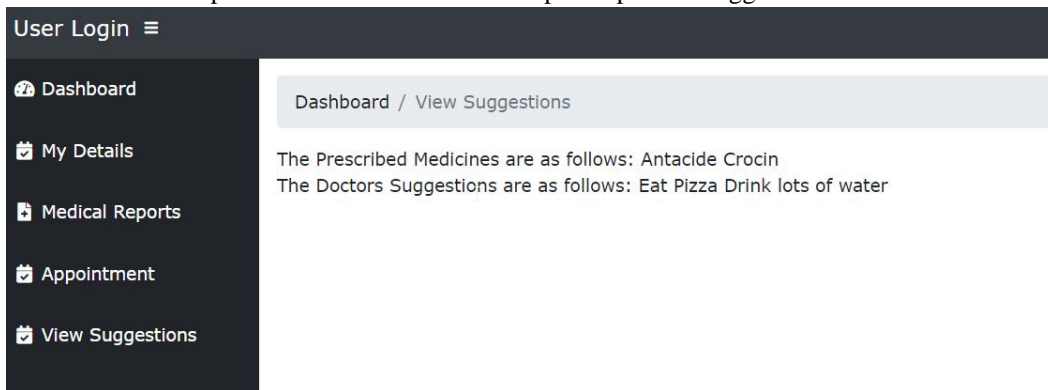 User Login ≡
Dashboard
My Details
Medical Reports
Appointment
View Suggestions
Dashboard / View Suggestions
The Prescribed Medicines are as follows: Antacide Crocin
The Doctors Suggestions are as follows: Eat Pizza Drink lots of water